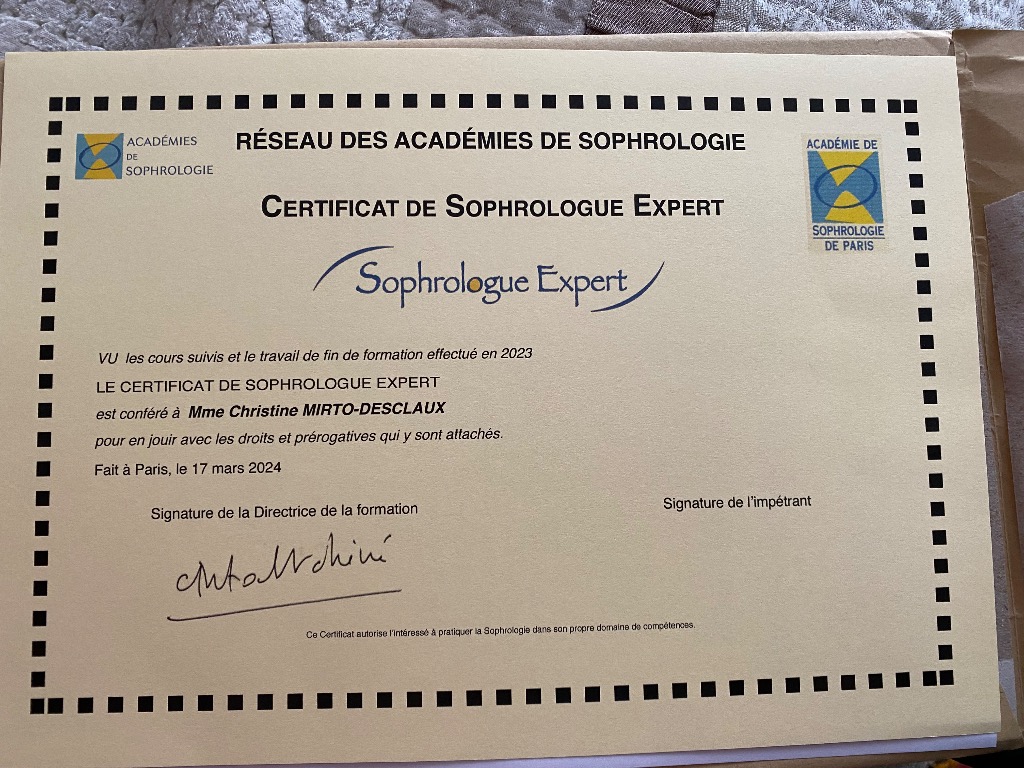 ACADÉMIES
DE
SOPHROLOGIE
RÉSEAU DES ACADÉMIES DE SOPHROLOGIE
ACADÉMIE DE
SOPHROLOGIE
DE PARIS
CERTIFICAT DE SOPHROLOGUE EXPERT
Sophrologue Expert
VU les cours suivis et le travail de fin de formation effectué en 2023
LE CERTIFICAT DE SOPHROLOGUE EXPERT
est conféré à Mme Christine MIRTO-DESCLAUX
pour en jouir avec les droits et prérogatives qui y sont attachés.
Fait à Paris, le 17 mars 2024
Signature de la Directrice de la formation
Signature de l'impétrant
Ce Certificat autorise l'intéressé à pratiquer la Sophrologie dans son propre domaine de compétences.